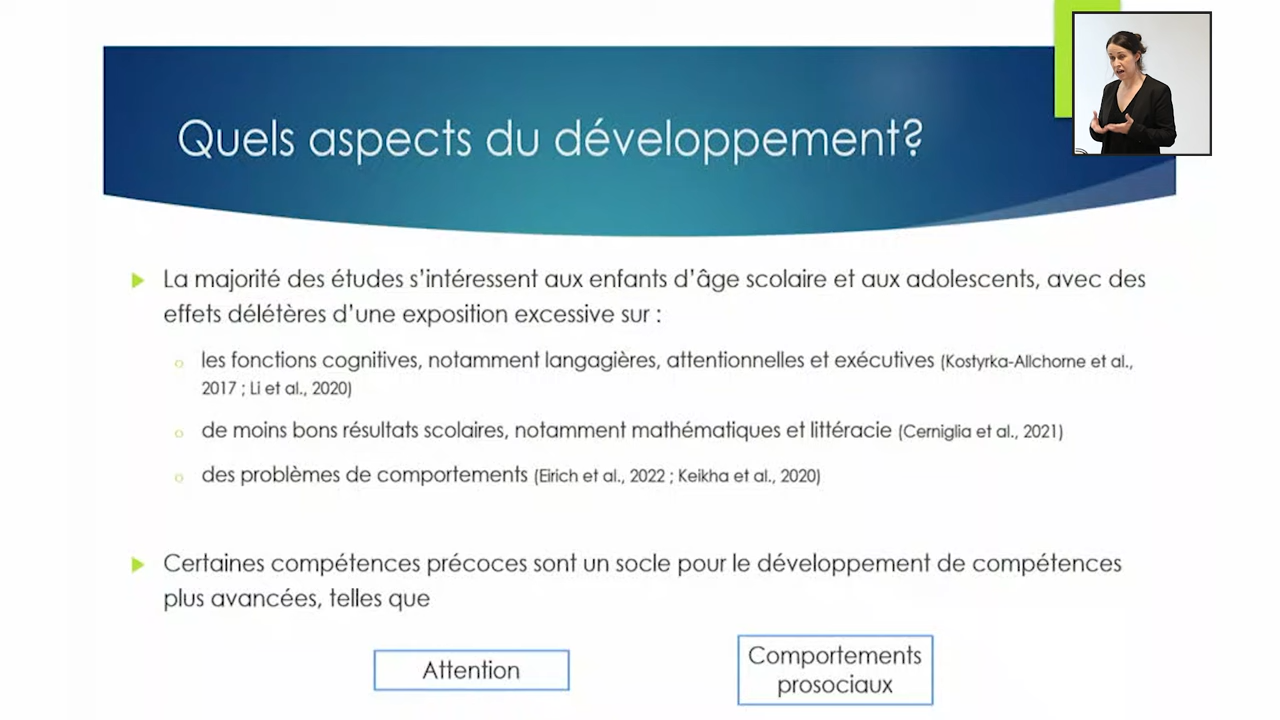 Quels aspects du développement?
La majorité des études s'intéressent aux enfants d'âge scolaire et aux adolescents, avec des
effets délétères d'une exposition excessive sur :
les fonctions cognitives, notamment langagières, attentionnelles et exécutives (Kostyrka-Allchorne et al.,
2017 ; Li et al., 2020)
de moins bons résultats scolaires, notamment mathématiques et littéracie (Cerniglia et al., 2021)
des problèmes de comportements (Eirich et al., 2022 ; Keikha et al., 2020)
Certaines compétences précoces sont un socle pour le développement de compétences
plus avancées, telles que
Attention
Comportements
prosociaux